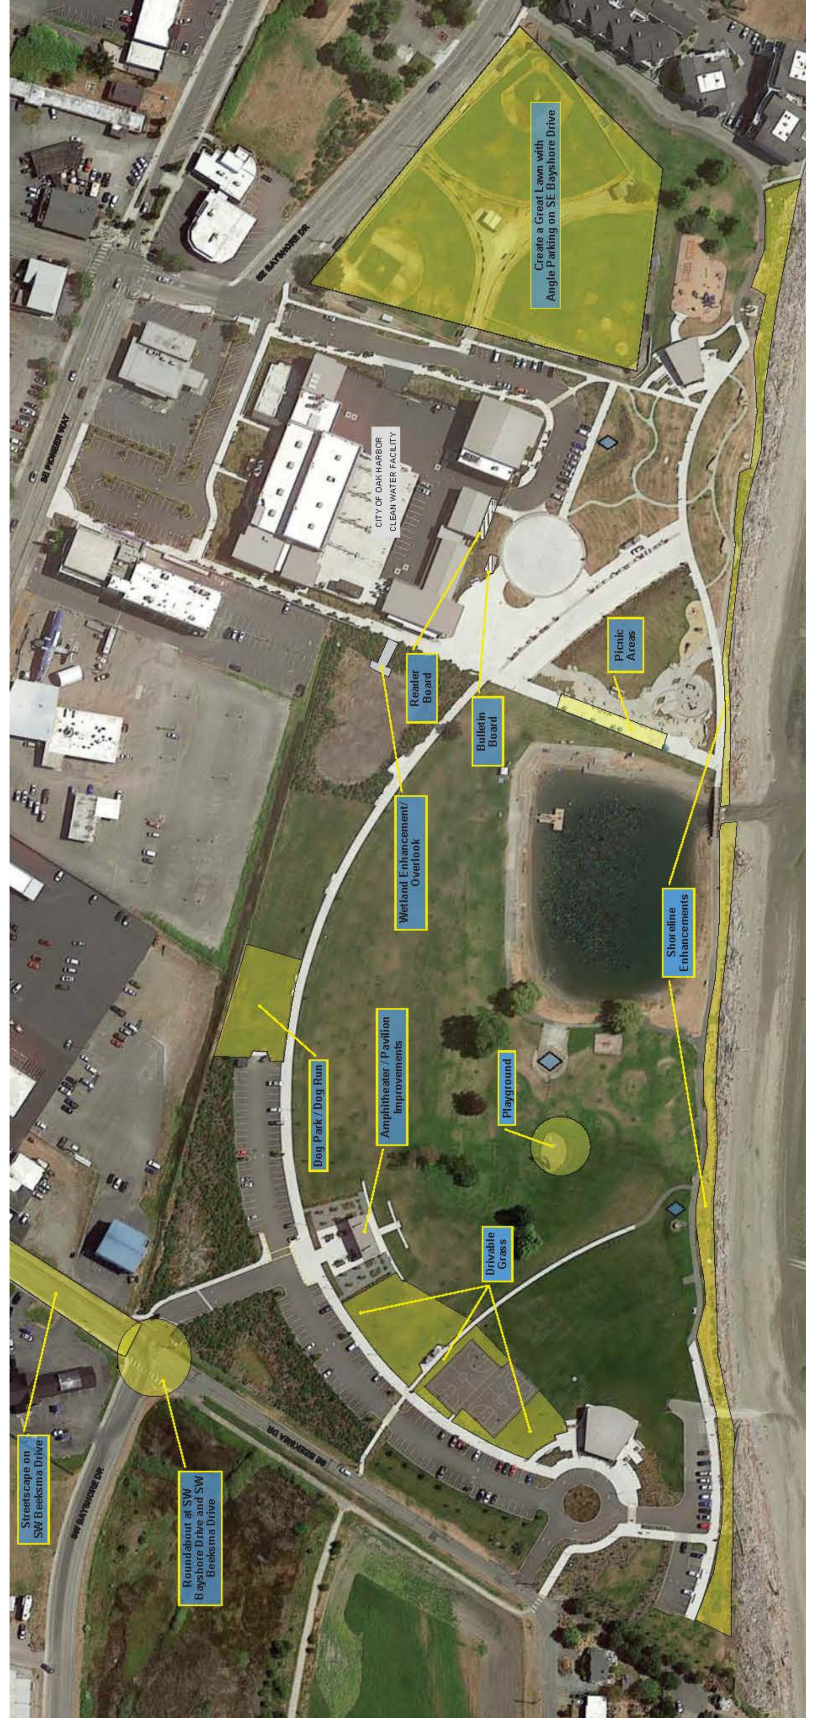 Streetscape on
SW Beeksma Drive
Roundabout at SW
Bayshore Drive and SW
Beeksma Drive
SW BAYSHORE DR
SE BEEKSMA DR
Drivable
Grass
Playground
Amphitheater / Pavilion
Improvements
Dog Park / Dog Run
Shoreline
Enhancements
Wetland Enhancement/
Overlook
Bulletin
Board
Reader
Board
Picnic
Areas
CITY OF OAK HARBOR
CLEAN WATER FACILITY
SE PIONEER WAY
SE BAYSHORE DR
Create a Great Lawn with
Angle Parking on SE Bayshore Drive